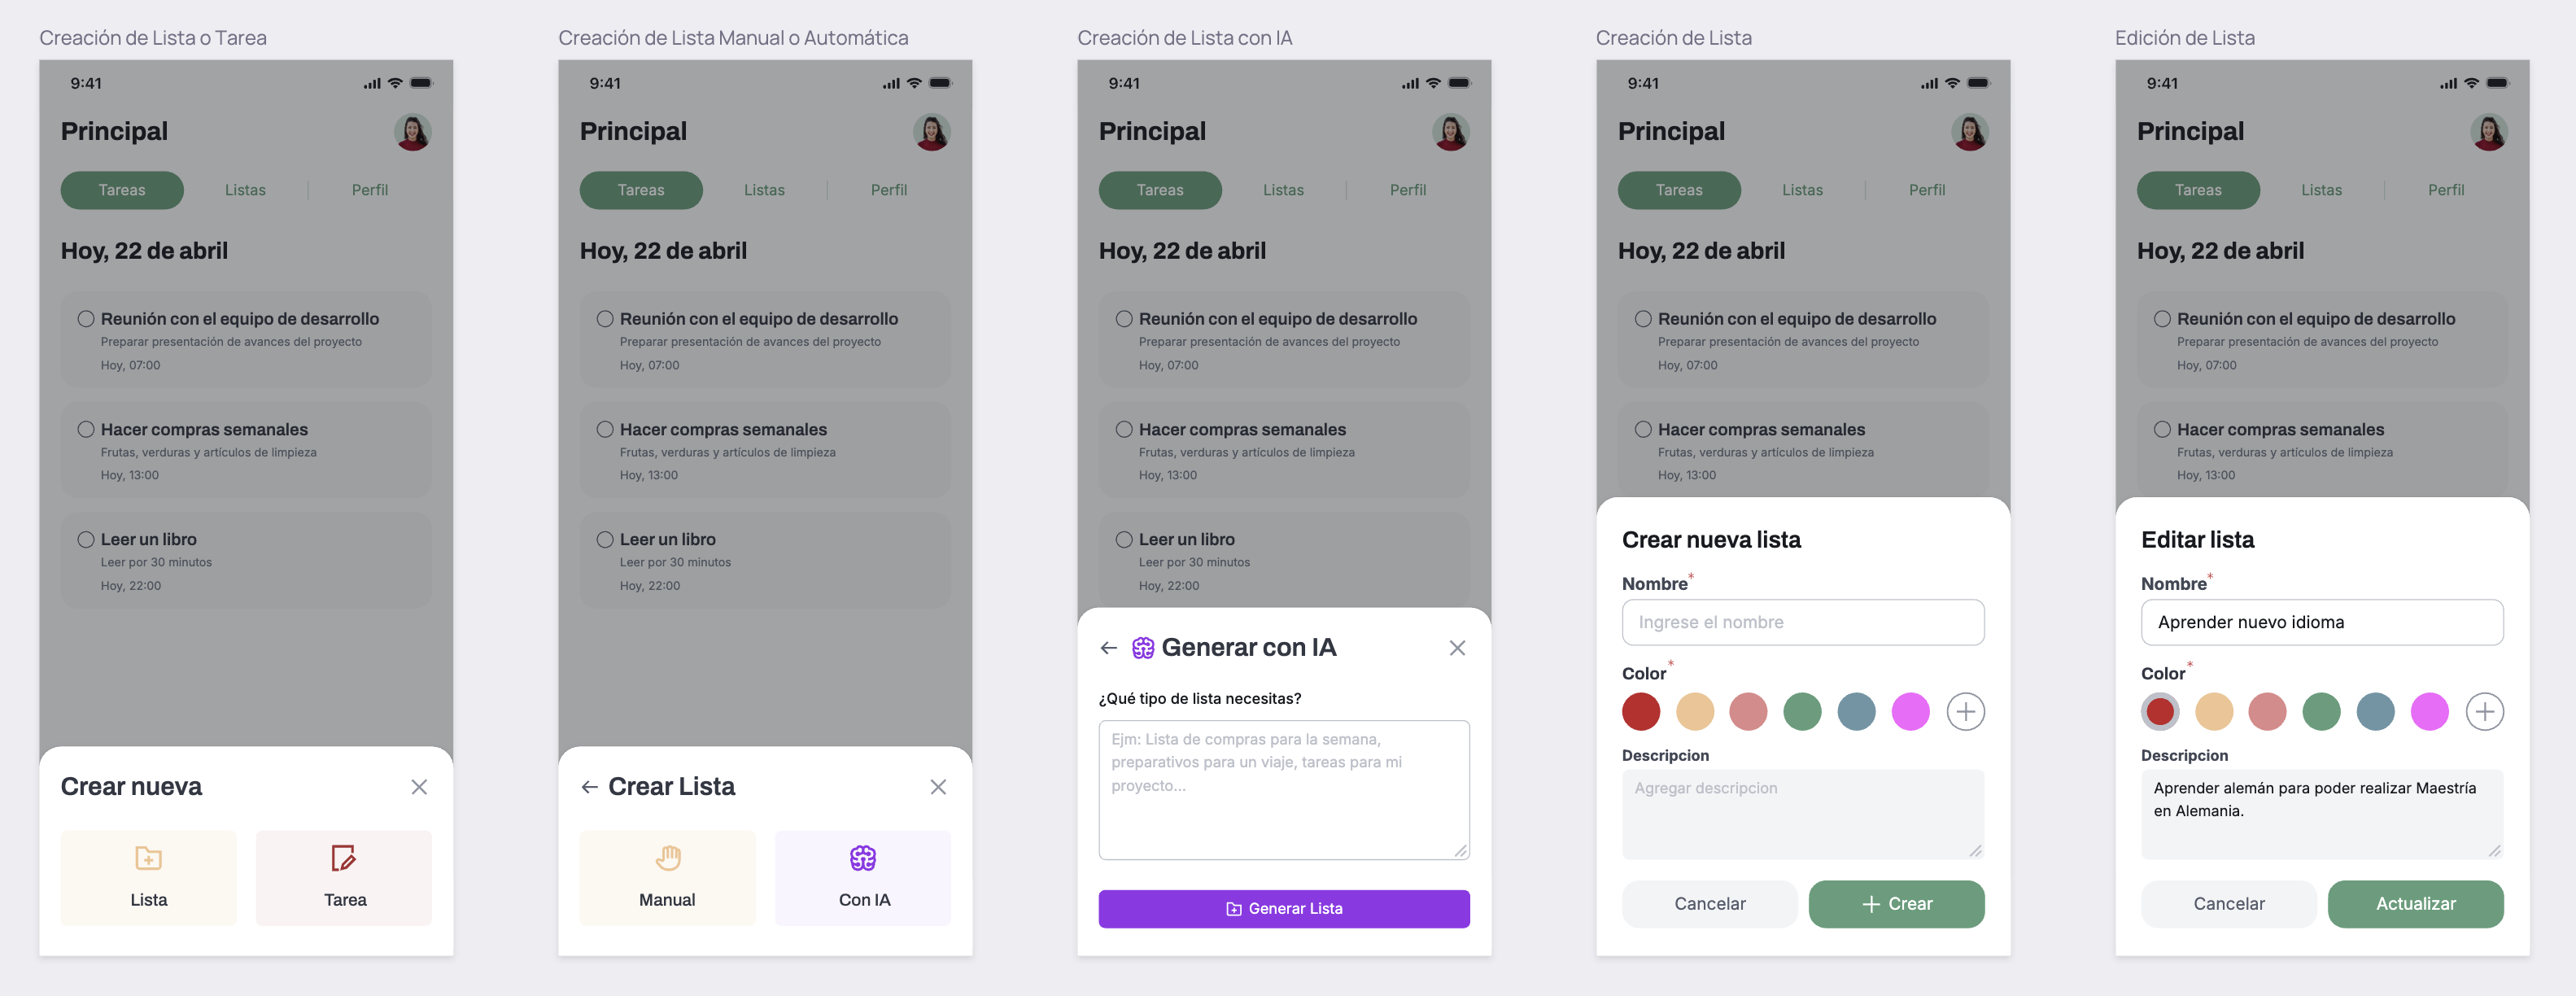 Creación de Lista o Tarea
9:41
Principal
Tareas
Listas
Perfil
Hoy, 22 de abril
Reunión con el equipo de desarrollo
Preparar presentación de avances del proyecto
Hoy, 07:00
Hacer compras semanales
Frutas, verduras y artículos de limpieza
Hoy, 13:00
Leer un libro
Leer por 30 minutos
Hoy, 22:00
Crear nueva
Lista
Tarea
Creación de Lista Manual o Automática
9:41
Principal
Tareas
Listas
Perfil
Hoy, 22 de abril
Reunión con el equipo de desarrollo
Preparar presentación de avances del proyecto
Hoy, 07:00
Hacer compras semanales
Frutas, verduras y artículos de limpieza
Hoy, 13:00
Leer un libro
Leer por 30 minutos
Hoy, 22:00
Crear Lista
Manual
Con IA
Creación de Lista con IA
9:41
Principal
Tareas
Listas
Perfil
Hoy, 22 de abril
Reunión con el equipo de desarrollo
Preparar presentación de avances del proyecto
Hoy, 07:00
Hacer compras semanales
Frutas, verduras y artículos de limpieza
Hoy, 13:00
Leer un libro
Leer por 30 minutos
Hoy, 22:00
Generar con IA
¿Qué tipo de lista necesitas?
Ejm: Lista de compras para la semana,
preparativos para un viaje, tareas para mi
proyecto...
Generar Lista
Creación de Lista
9:41
Principal
Tareas
Listas
Perfil
Hoy, 22 de abril
Reunión con el equipo de desarrollo
Preparar presentación de avances del proyecto
Hoy, 07:00
Hacer compras semanales
Frutas, verduras y artículos de limpieza
Hoy, 13:00
Crear nueva lista
Nombre*
Ingrese el nombre
Color*
Descripcion
Agregar descripcion
Cancelar
Crear
Edición de Lista
9:41
Principal
Tareas
Listas
Perfil
Hoy, 22 de abril
Reunión con el equipo de desarrollo
Preparar presentación de avances del proyecto
Hoy, 07:00
Hacer compras semanales
Frutas, verduras y artículos de limpieza
Hoy, 13:00
Editar lista
Nombre*
Aprender nuevo idioma
Color*
Descripcion
Aprender alemán para poder realizar Maestría
en Alemania.
Cancelar
Actualizar